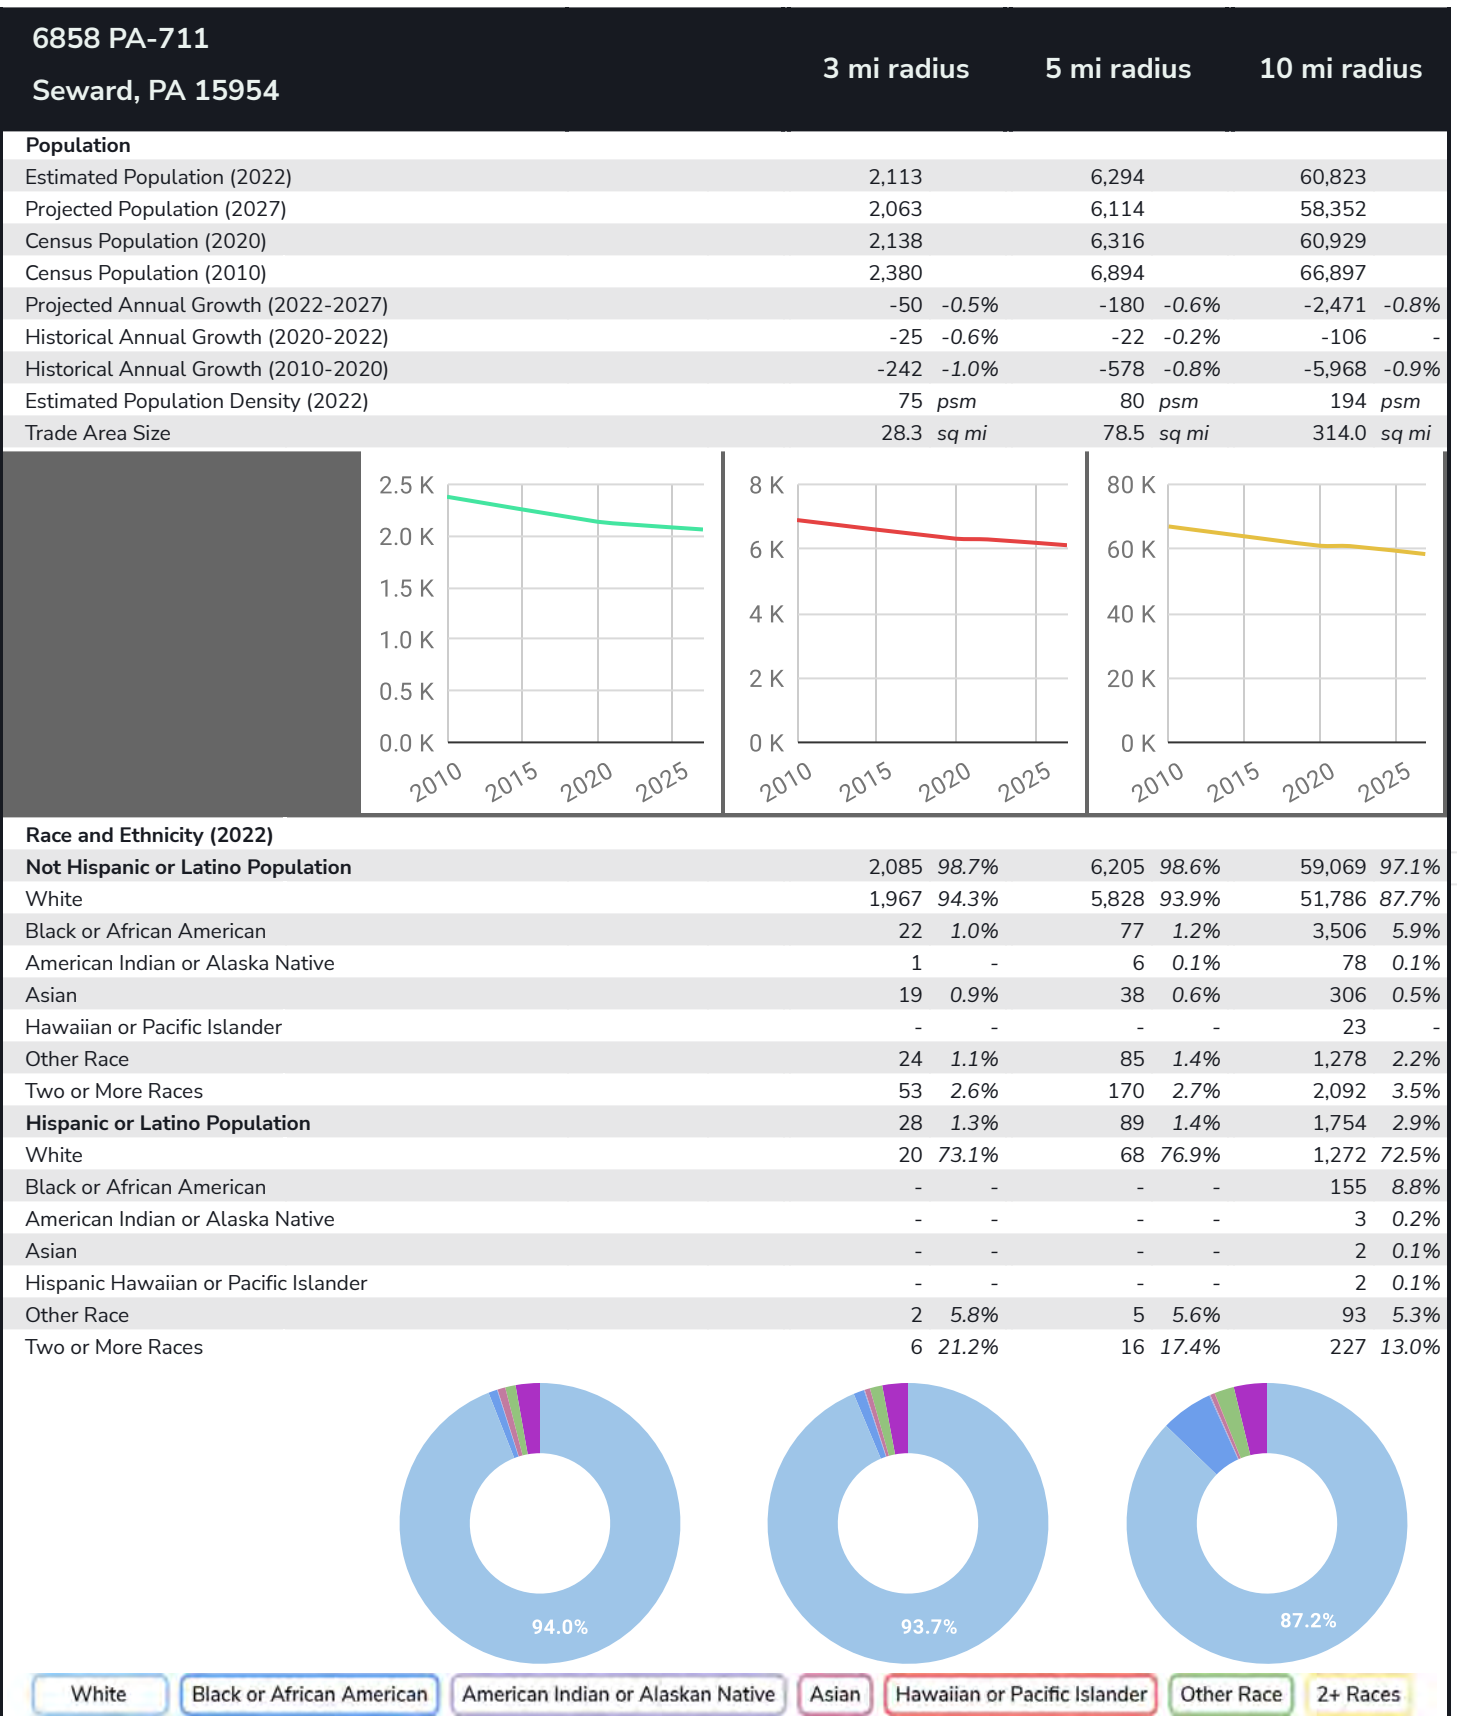 6858 PA-711
Seward, PA 15954
3 mi radius 5 mi radius 10 mi radius
Population
Estimated Population (2022) 2,113 6,294 60,823
Projected Population (2027) 2,063 6,114 58,352
Census Population (2020) 2,138 6,316 60,929
Census Population (2010) 2,380 6,894 66,897
Projected Annual Growth (2022-2027) -50 -0.5% -180 -0.6% -2,471 -0.8%
Historical Annual Growth (2020-2022) -25 -0.6% -22 -0.2% -106 -
Historical Annual Growth (2010-2020) -242 -1.0% -578 -0.8% -5,968 -0.9%
Estimated Population Density (2022) 75 psm 80 psm 194 psm
Trade Area Size 28.3 sq mi 78.5 sq mi 314.0 sq mi
2.5 K
2.0 K
1.5 K
1.0 K
0.5 K
0.0 K
2010 2015 2020 2025
8 K
6 K
4 K
2 K
0 K
2010 2015 2020 2025
80 K
60 K
40 K
20 K
0 K
2010 2015 2020 2025
Race and Ethnicity (2022)
Not Hispanic or Latino Population 2,085 98.7% 6,205 98.6% 59,069 97.1%
White 1,967 94.3% 5,828 93.9% 51,786 87.7%
Black or African American 22 1.0% 77 1.2% 3,506 5.9%
American Indian or Alaska Native 1 - 6 0.1% 78 0.1%
Asian 19 0.9% 38 0.6% 306 0.5%
Hawaiian or Pacific Islander - - - - 23 -
Other Race 24 1.1% 85 1.4% 1,278 2.2%
Two or More Races 53 2.6% 170 2.7% 2,092 3.5%
Hispanic or Latino Population 28 1.3% 89 1.4% 1,754 2.9%
White 20 73.1% 68 76.9% 1,272 72.5%
Black or African American - - - - 155 8.8%
American Indian or Alaska Native - - - - 3 0.2%
Asian - - - - 2 0.1%
Hispanic Hawaiian or Pacific Islander - - - - 2 0.1%
Other Race 2 5.8% 5 5.6% 93 5.3%
Two or More Races 6 21.2% 16 17.4% 227 13.0%
94.0% 93.7% 87.2%
White Black or African American American Indian or Alaskan Native Asian Hawaiian or Pacific Islander Other Race 2+ Races